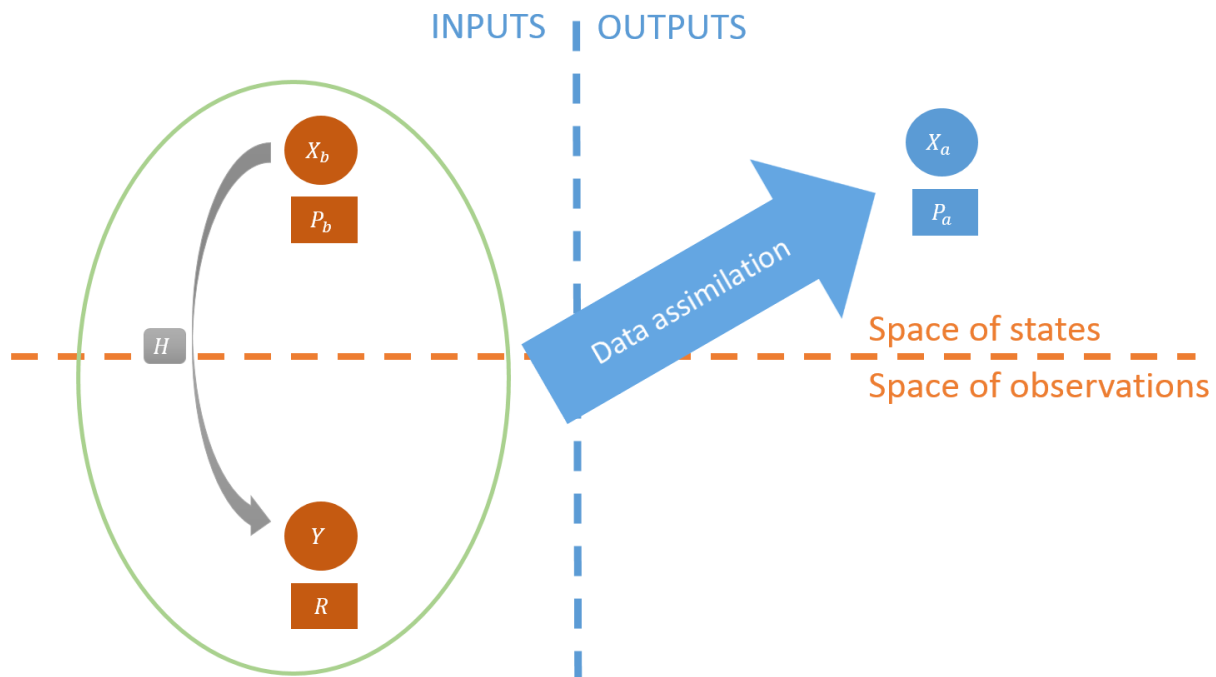 INPUTS
OUTPUTS
X_b
P_b
H
Y
R
Data assimilation
X_a
P_a
Space of states
Space of observations